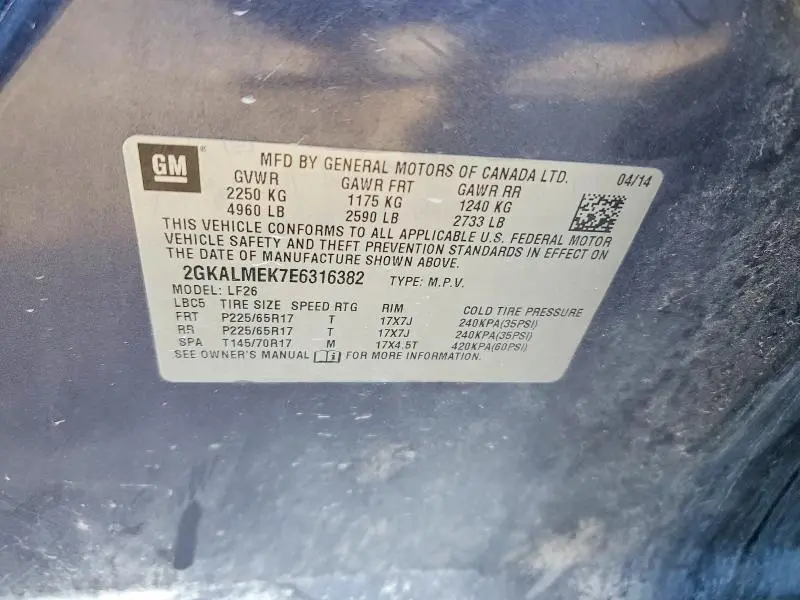 GM ® MFD BY GENERAL MOTORS OF CANADA LTD. 04/14
GVWR GAWR FRT GAWR RR
2250 KG 1175 KG 1240 KG
4960 LB 2590 LB 2733 LB
THIS VEHICLE CONFORMS TO ALL APPLICABLE U.S. FEDERAL MOTOR
VEHICLE SAFETY AND THEFT PREVENTION STANDARDS IN EFFECT ON
THE DATE OF MANUFACTURE SHOWN ABOVE.
2GKALMEK7E6316382 TYPE: M.P.V.
MODEL: LF26
LBC5 TIRE SIZE SPEED RTG RIM COLD TIRE PRESSURE
FRT P225/65R17 T 17X7J 240KPA(35PSI)
RR P225/65R17 T 17X7J 240KPA(35PSI)
SPA T145/70R17 M 17X4.5T 420KPA(60PSI)
SEE OWNER'S MANUAL i FOR MORE INFORMATION.